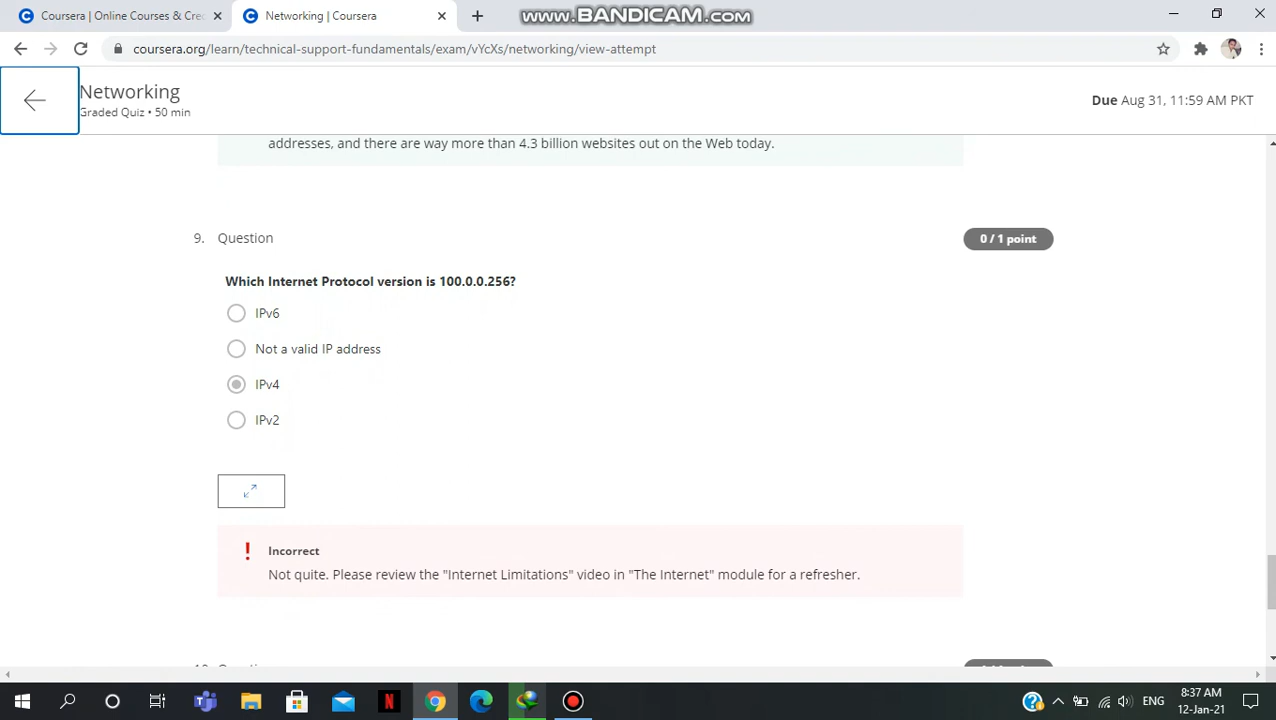 Coursera | Online Courses & Cre
Networking | Coursera
www.BANDICAM.com
coursera.org/learn/technical-support-fundamentals/exam/vYcXs/networking/view-attempt
Networking
Graded Quiz • 50 min
Due Aug 31, 11:59 AM PKT
addresses, and there are way more than 4.3 billion websites out on the Web today.
9. Question
0 / 1 point
Which Internet Protocol version is 100.0.0.256?
IPv6
Not a valid IP address
IPv4
IPv2
! Incorrect
Not quite. Please review the "Internet Limitations" video in "The Internet" module for a refresher.
ENG
8:37 AM
12-Jan-21